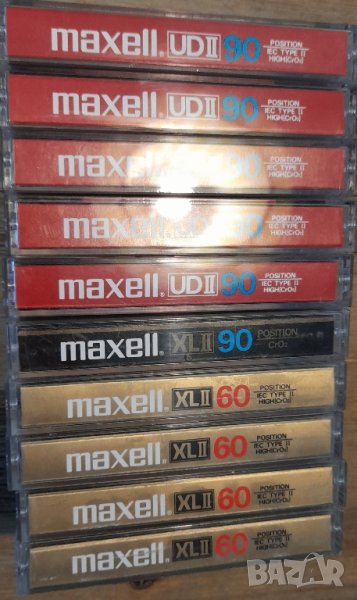 maxell UDII 90 POSITION IEC TYPE II HIGH(CrO₂)
maxell UDII 90 POSITION IEC TYPE II HIGH(CrO₂)
maxell 90 POSITION IEC TYPE II HIGH(CrO₂)
maxell 90 POSITION IEC TYPE II HIGH(CrO₂)
maxell UDII 90 POSITION IEC TYPE II HIGH(CrO₂)
maxell XLII 90 POSITION CrO₂
maxell XLII 60 POSITION IEC TYPE II HIGH(CrO₂)
maxell XLII 60 POSITION IEC TYPE II HIGH(CrO₂)
maxell XLII 60 POSITION IEC TYPE II HIGH(CrO₂)
maxell XLII 60 POSITION IEC TYPE II HIGH(CrO₂)
BAZAR